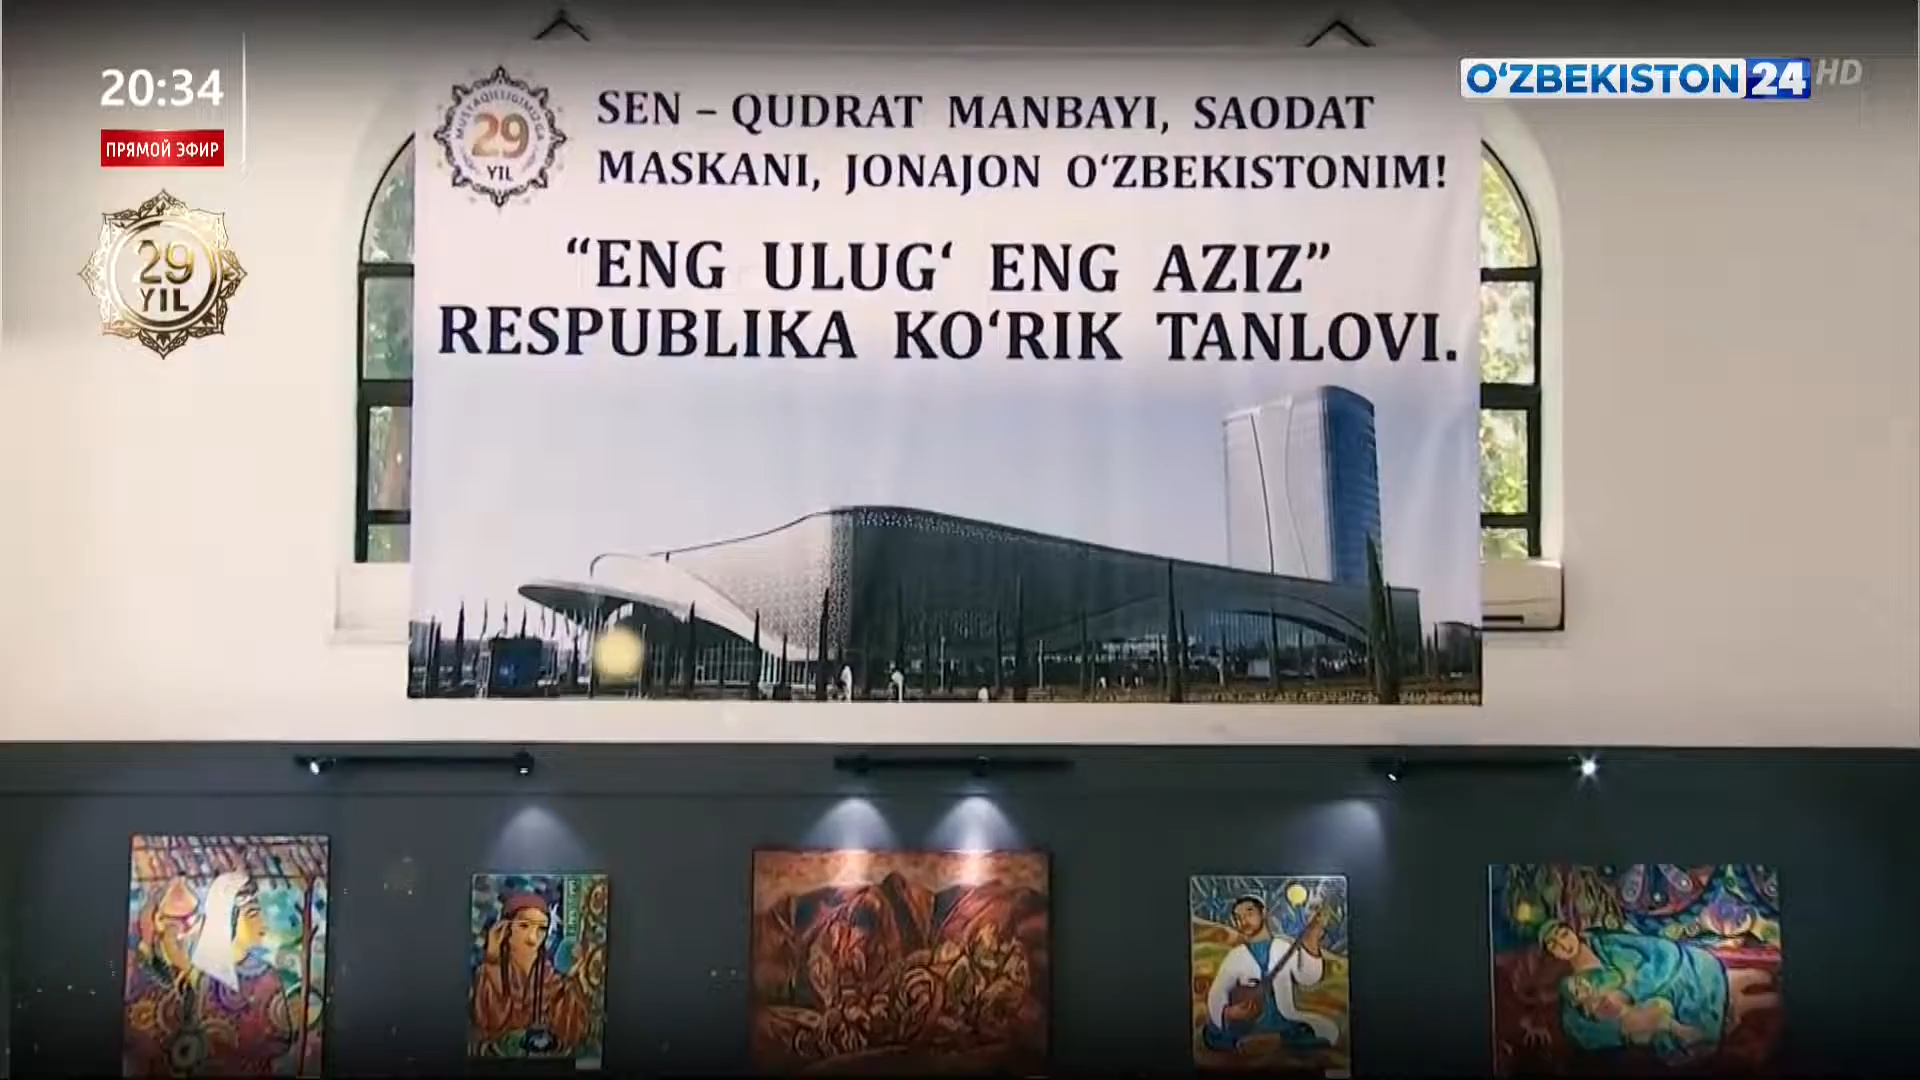 20:34
ПРЯМОЙ ЭФИР
29
YIL
O‘ZBEKISTON 24 HD
MUSTAQILLIGIMIZGA
29
YIL
SEN – QUDRAT MANBAYI, SAODAT
MASKANI, JONAJON O‘ZBEKISTONIM!
“ENG ULUG‘ ENG AZIZ”
RESPUBLIKA KO‘RIK TANLOVI.